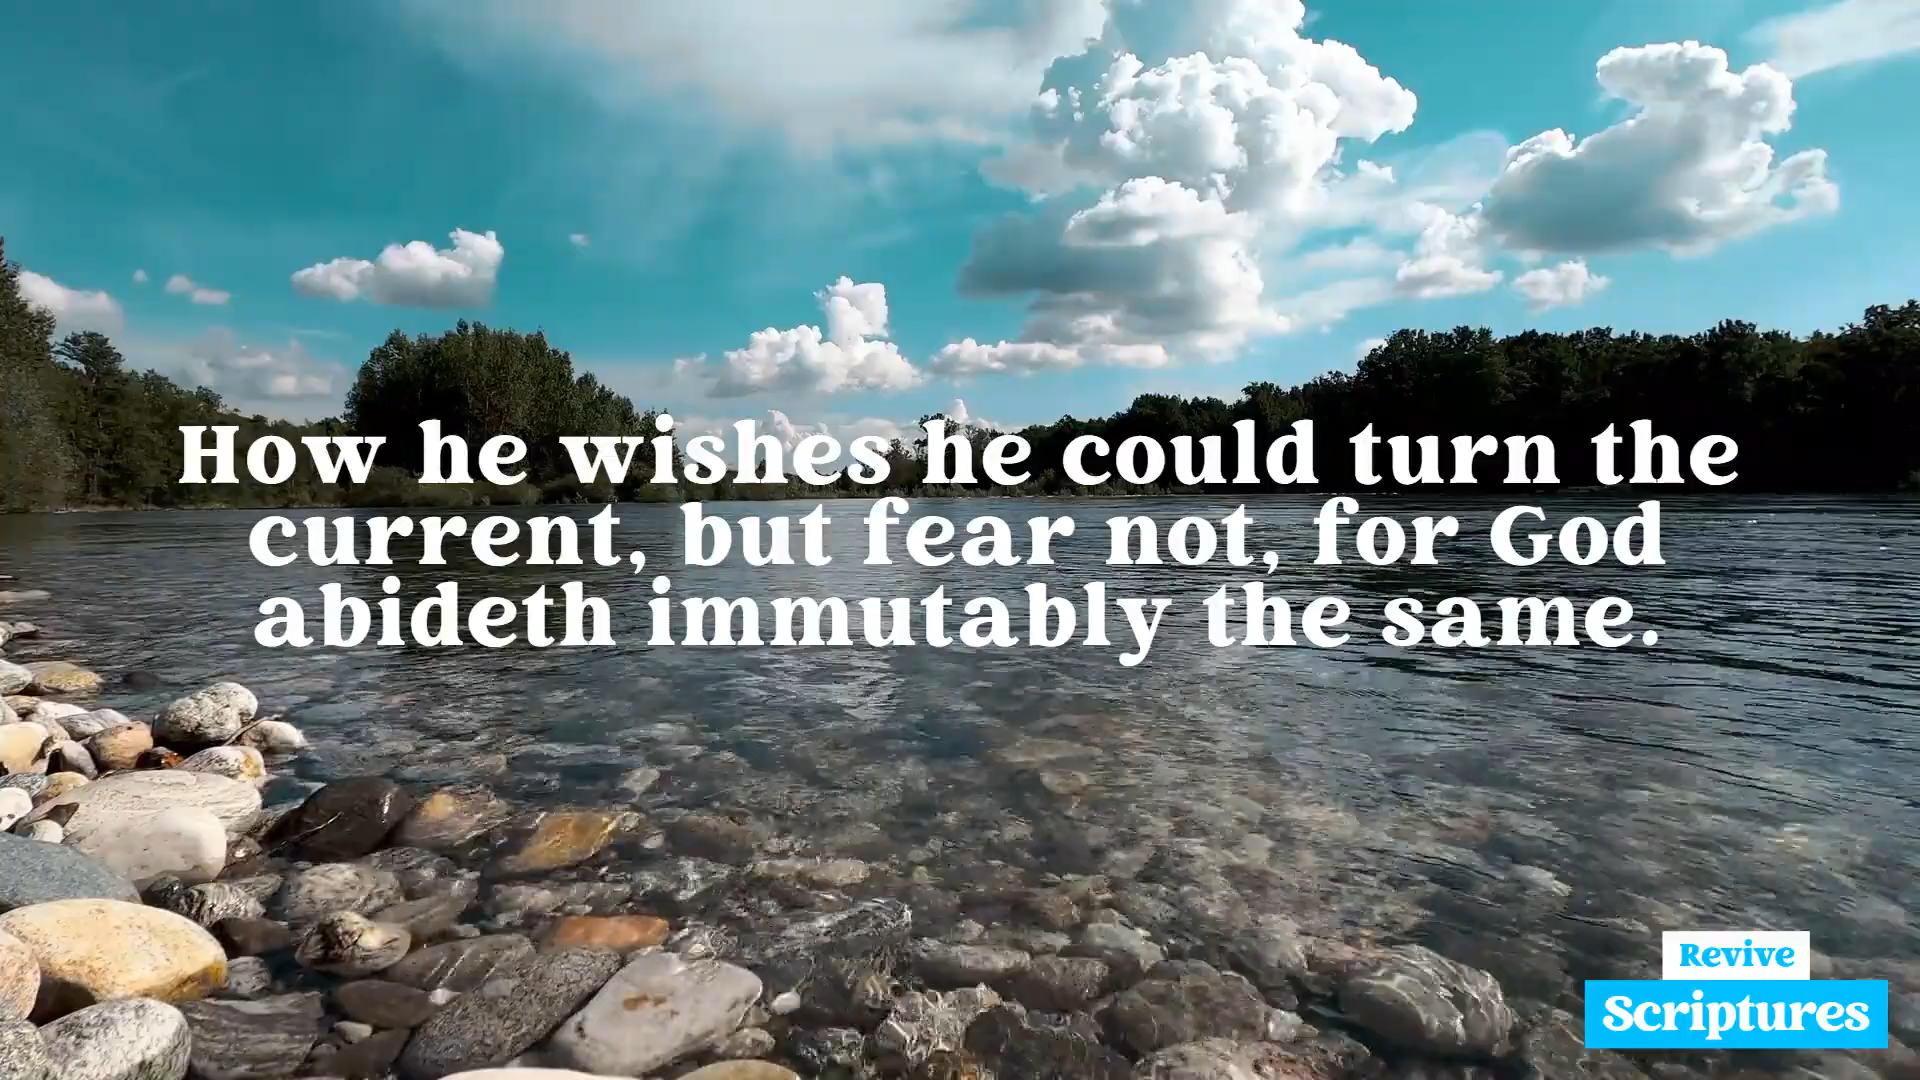 How he wishes he could turn the
current, but fear not, for God
abideth immutably the same.
Revive
Scriptures